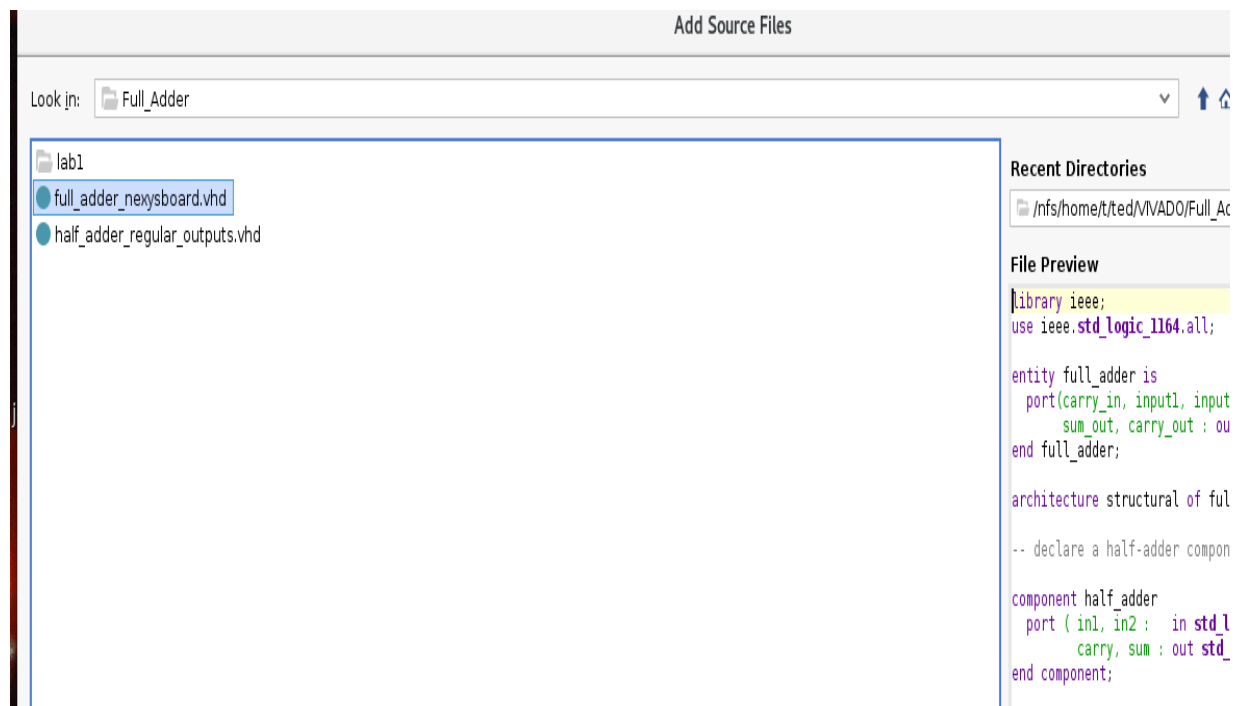 Add Source Files
Look in: Full_Adder
lab1
full_adder_nexysboard.vhd
half_adder_regular_outputs.vhd
Recent Directories
/nfs/home/t/ted/VIVADO/Full_Ad
File Preview
library ieee;
use ieee.std_logic_1164.all;
entity full_adder is
port(carry_in, input1, input
sum_out, carry_out : ou
end full_adder;
architecture structural of ful
-- declare a half-adder compon
component half_adder
port ( in1, in2 : in std_l
carry, sum : out std_
end component;
j